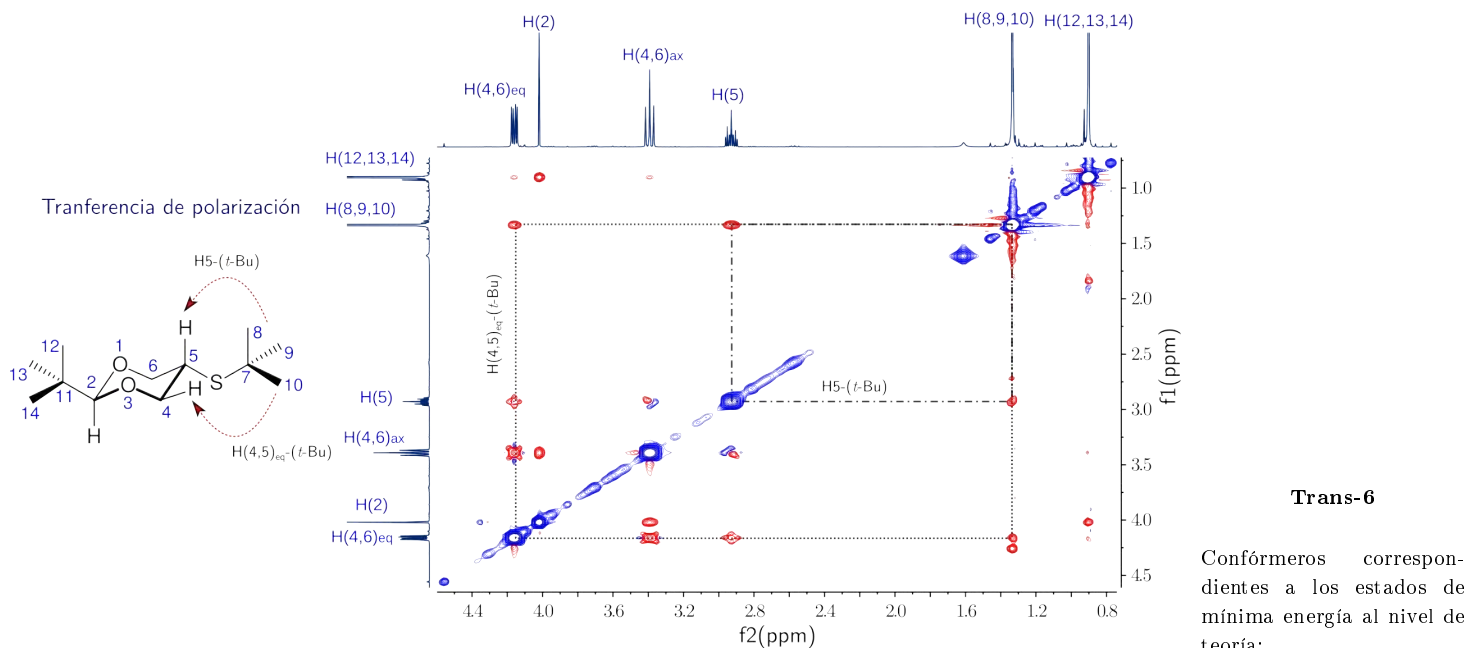 H(2)
H(8,9,10)
H(12,13,14)
H(4,6)ax
H(4,6)eq
H(5)
H(12,13,14)
Tranferencia de polarización
H(8,9,10)
H5-(t-Bu)
H
8
9
12
1
5
13
6
7
10
O
2
O
S
H
11
3
14
4
H
H(4,5)eq-(t-Bu)
H(5)
H(4,6)ax
H(2)
H(4,6)eq
H(4,5)eq-(t-Bu)
H5-(t-Bu)
1.0
1.5
2.0
2.5
3.0
3.5
4.0
4.5
f1(ppm)
4.4 4.0 3.6 3.2 2.8 2.4 2.0 1.6 1.2 0.8
f2(ppm)
Trans-6
Confórmeros correspon-
dientes a los estados de
mínima energía al nivel de
teoría: